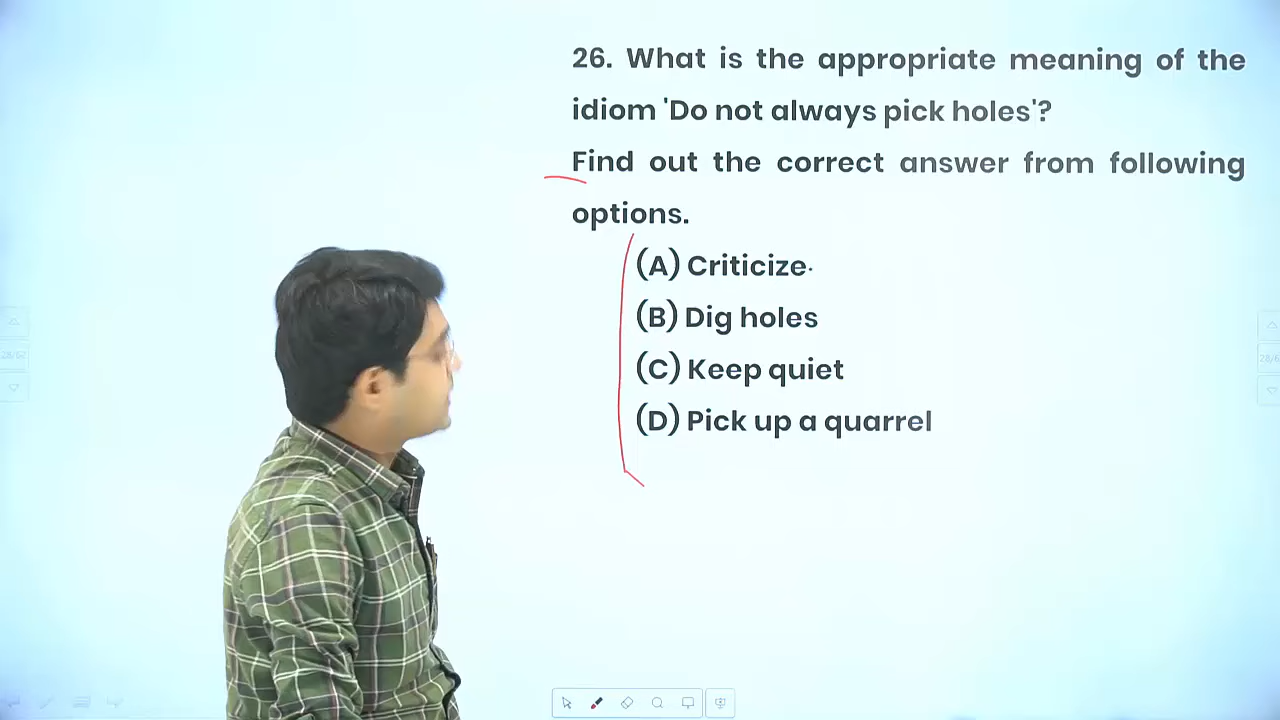 26. What is the appropriate meaning of the
idiom 'Do not always pick holes'?
Find out the correct answer from following
options.
(A) Criticize
(B) Dig holes
(C) Keep quiet
(D) Pick up a quarrel